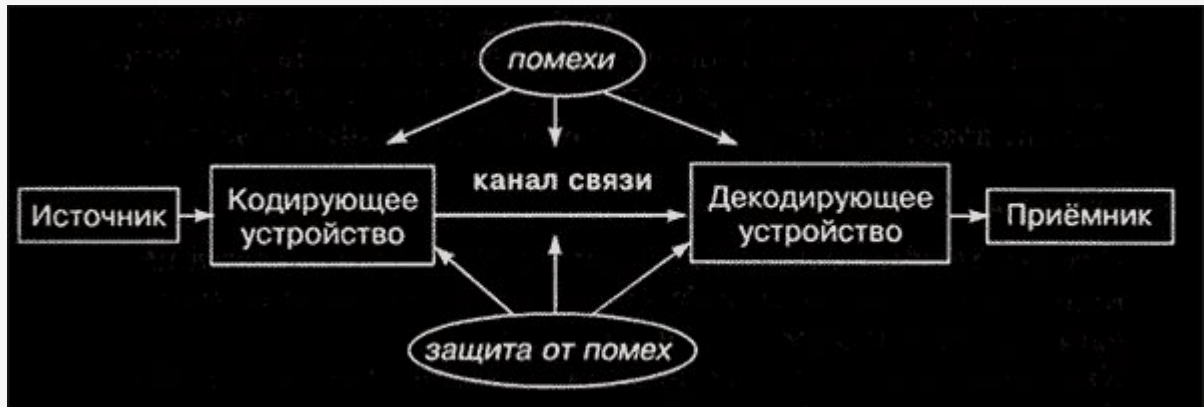 помехи
канал связи
Источник
Кодирующее
устройство
Декодирующее
устройство
Приёмник
защита от помех